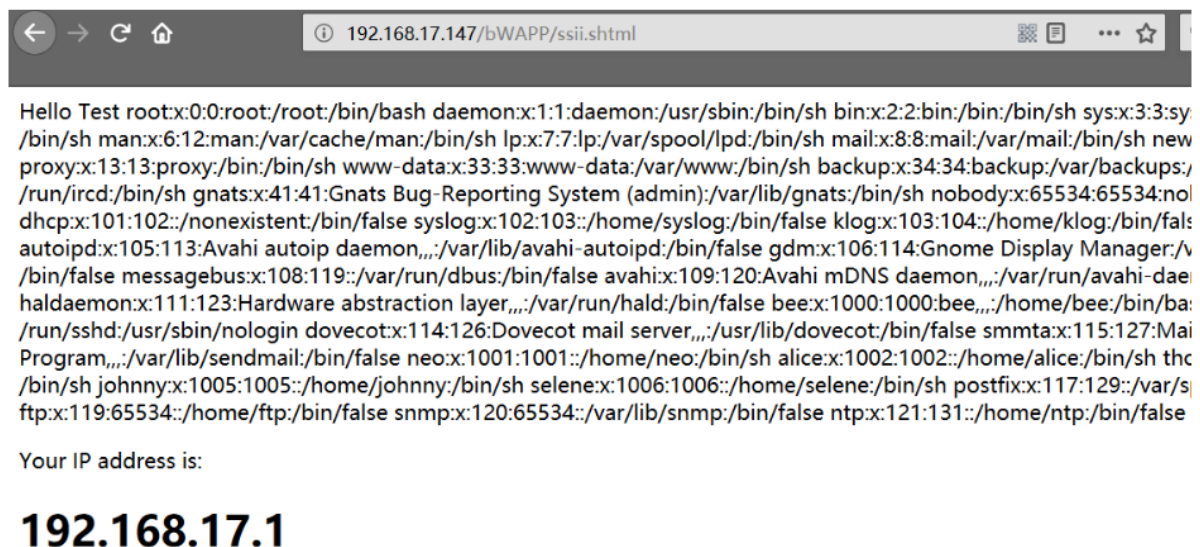 192.168.17.147/bWAPP/ssii.shtml
Hello Test root:x:0:0:root:/root:/bin/bash daemon:x:1:1:daemon:/usr/sbin:/bin/sh bin:x:2:2:bin:/bin:/bin/sh sys:x:3:3:sy
/bin/sh man:x:6:12:man:/var/cache/man:/bin/sh lp:x:7:7:lp:/var/spool/lpd:/bin/sh mail:x:8:8:mail:/var/mail:/bin/sh new
proxy:x:13:13:proxy:/bin:/bin/sh www-data:x:33:33:www-data:/var/www:/bin/sh backup:x:34:34:backup:/var/backups:/
/run/ircd:/bin/sh gnats:x:41:41:Gnats Bug-Reporting System (admin):/var/lib/gnats:/bin/sh nobody:x:65534:65534:no
dhcp:x:101:102::/nonexistent:/bin/false syslog:x:102:103::/home/syslog:/bin/false klog:x:103:104::/home/klog:/bin/fals
autoipd:x:105:113:Avahi autoip daemon,,,:/var/lib/avahi-autoipd:/bin/false gdm:x:106:114:Gnome Display Manager:/v
/bin/false messagebus:x:108:119::/var/run/dbus:/bin/false avahi:x:109:120:Avahi mDNS daemon,,,:/var/run/avahi-dae
haldaemon:x:111:123:Hardware abstraction layer,,,:/var/run/hald:/bin/false bee:x:1000:1000:bee,,,:/home/bee:/bin/ba
/run/sshd:/usr/sbin/nologin dovecot:x:114:126:Dovecot mail server,,,:/usr/lib/dovecot:/bin/false smmta:x:115:127:Mai
Program,,,:/var/lib/sendmail:/bin/false neo:x:1001:1001::/home/neo:/bin/sh alice:x:1002:1002::/home/alice:/bin/sh tho
/bin/sh johnny:x:1005:1005::/home/johnny:/bin/sh selene:x:1006:1006::/home/selene:/bin/sh postfix:x:117:129::/var/s
ftp:x:119:65534::/home/ftp:/bin/false snmp:x:120:65534::/var/lib/snmp:/bin/false ntp:x:121:131::/home/ntp:/bin/false
Your IP address is:
192.168.17.1